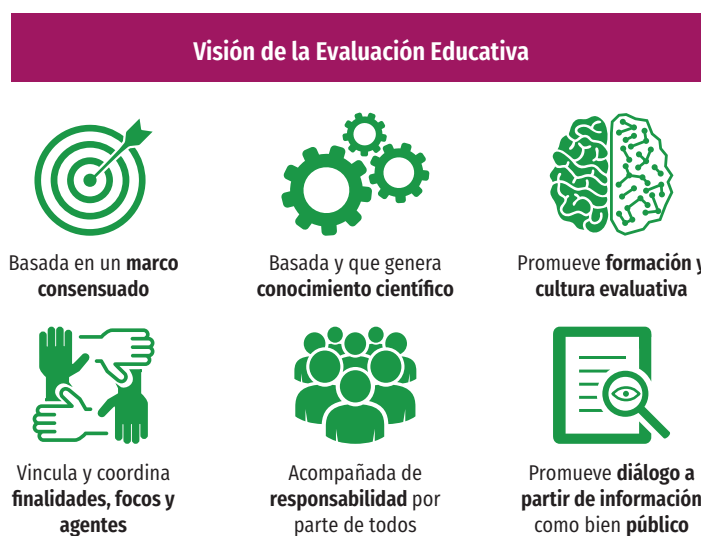 Visión de la Evaluación Educativa
Basada en un marco
consensuado
Basada y que genera
conocimiento científico
Promueve formación y
cultura evaluativa
Vincula y coordina
finalidades, focos y
agentes
Acompañada de
responsabilidad por
parte de todos
Promueve diálogo a
partir de información
como bien público